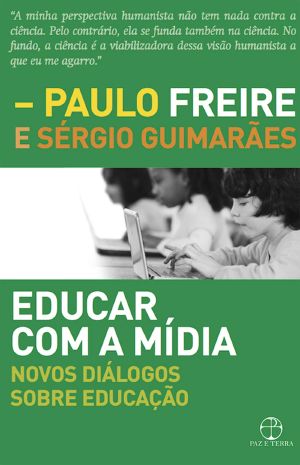 “A minha perspectiva humanista não tem nada contra a
ciência. Pelo contrário, ela se funda também na ciência. No
fundo, a ciência é a viabilizadora dessa visão humanista a
que eu me agarro.”
– PAULO FREIRE
E SÉRGIO GUIMARÃES
EDUCAR
COM A MÍDIA
NOVOS DIÁLOGOS
SOBRE EDUCAÇÃO
PAZ E TERRA